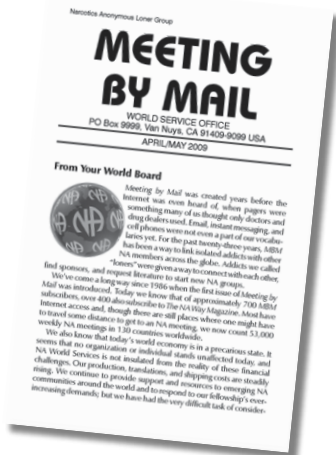 Narcotics Anonymous Loner Group
MEETING
BY MAIL
WORLD SERVICE OFFICE
PO Box 9999, Van Nuys, CA 91409-9099 USA
APRIL/MAY 2009
From Your World Board
Meeting by Mail was created years before the
Internet was even heard of, when pagers were
something many of us thought only doctors and
drug dealers used. Email, instant messaging, and
cell phones were not even a part of our vocabu-
laries yet. For the past twenty-three years, MBM
has been a way to link isolated addicts with other
NA members across the globe. Addicts we called
"loners" were given a way to connect with each other,
find sponsors, and request literature to start new NA groups.
We've come a long way since 1986 when the first issue of Meeting by
Mail was introduced. Today we know that of approximately 700 MBM
subscribers, over 400 also subscribe to The NA Way Magazine. Most have
Internet access and, though there are still places where one might have
to travel some distance to get to an NA meeting, we now count 53,000
weekly NA meetings in 130 countries worldwide.
We also know that today's world economy is in a precarious state. It
seems that no organization or individual stands unaffected today, and
NA World Services is not insulated from the reality of these financial
challenges. Our production, translations, and shipping costs are steadily
rising. We continue to provide support and resources to emerging NA
communities around the world and to respond to our fellowship's ever-
increasing demands; but we have had the very difficult task of consider-
NA NA
NA NA NA
NA NA